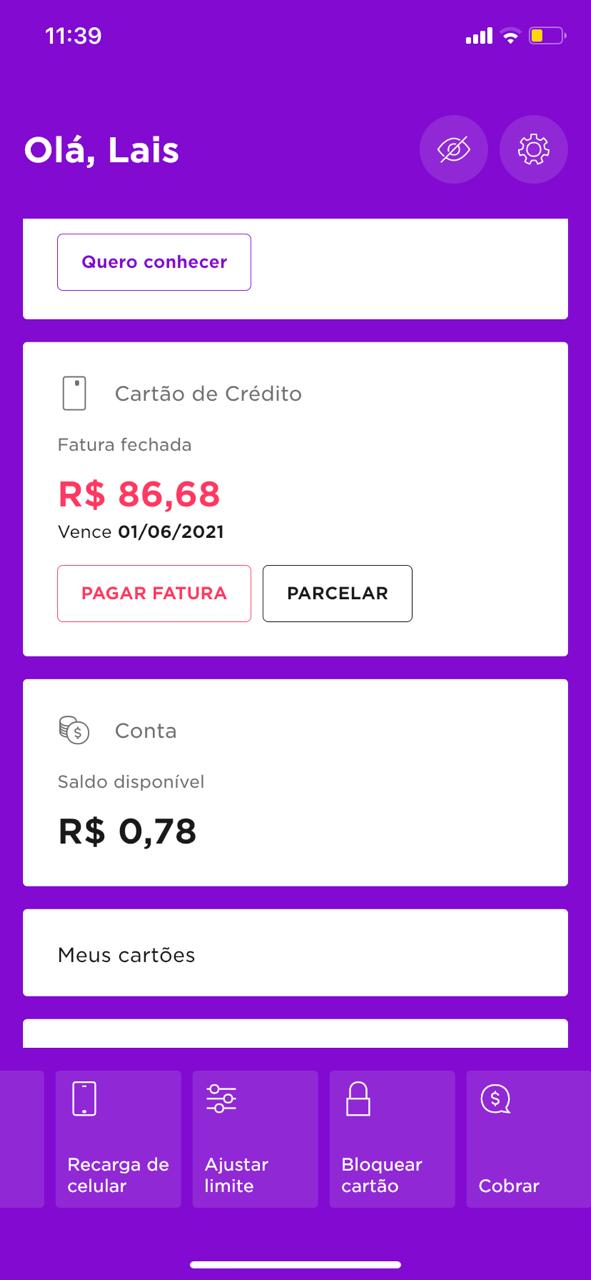 11:39
Olá, Lais
Quero conhecer
Cartão de Crédito
Fatura fechada
R$ 86,68
Vence 01/06/2021
PAGAR FATURA PARCELAR
Conta
Saldo disponível
R$ 0,78
Meus cartões
Recarga de
celular
Ajustar
limite
Bloquear
cartão
Cobrar